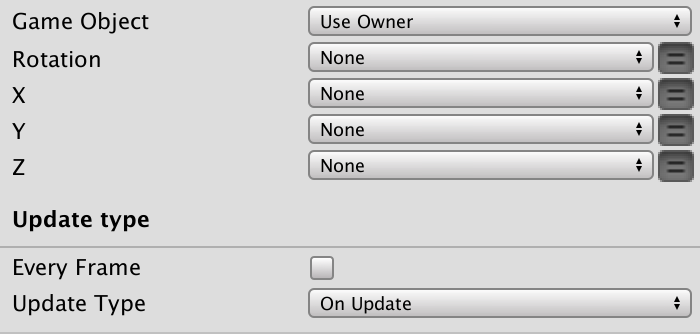 Game Object Use Owner
Rotation None
X None
Y None
Z None
Update type
Every Frame
Update Type On Update